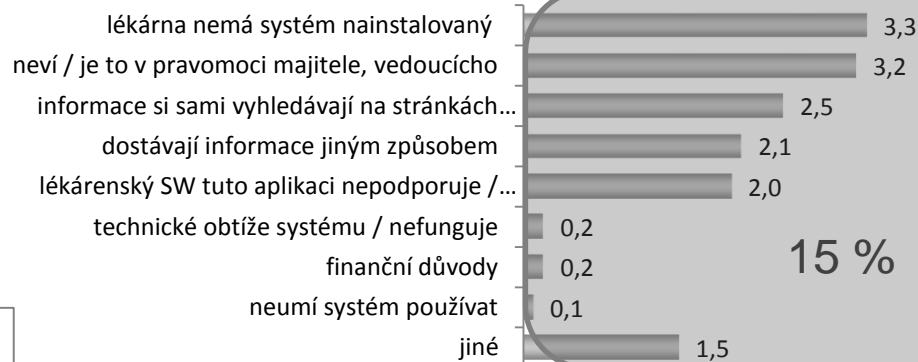 lékárna nemá systém nainstalovaný 3,3
neví / je to v pravomoci majitele, vedoucícho 3,2
informace si sami vyhledávají na stránkách... 2,5
dostávají informace jiným způsobem 2,1
lékárenský SW tuto aplikaci nepodporuje /... 2,0
technické obtíže systému / nefunguje 0,2
finanční důvody 0,2
15 %
neumí systém používat 0,1
jiné 1,5